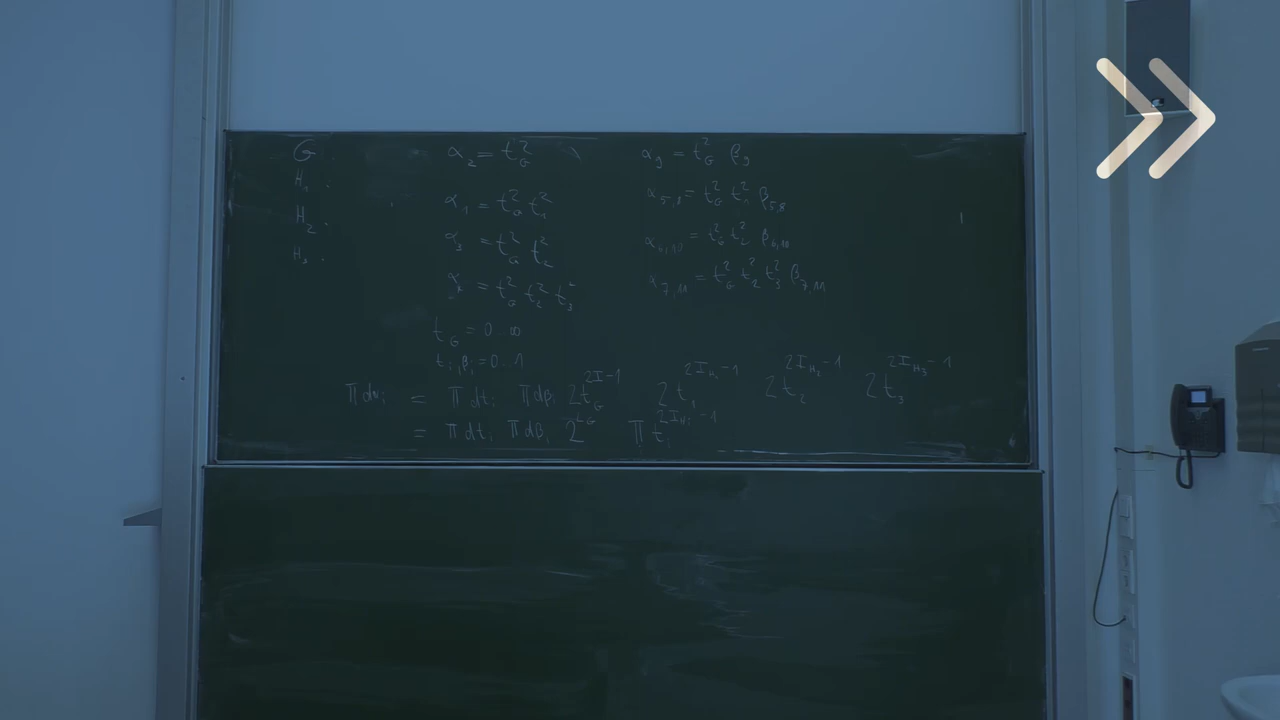 G α₂ = t_G² α₉ = t_G² β₉
H₁ : α₁ = t_G² t₁² α₅,₈ = t_G² t₁² β₅,₈
H₂ : α₃ = t_G² t₂² α₆,₁₀ = t_G² t₂² β₆,₁₀
H₃ : = t_G² t₂² t₃² α₇,₁₁ = t_G² t₂² t₃² β₇,₁₁
t_G = 0..∞
t_i, β_i = 0..1
∏ dα_i = ∏ dt_i ∏ dβ_i 2t_G^{2I-1} 2t₁^{2I_{H₁}-1} 2t₂^{2I_{H₂}-1} 2t₃^{2I_{H₃}-1}
= ∏ dt_i ∏ dβ_i 2 ∏ t_i^{2I_{H_i}-1}